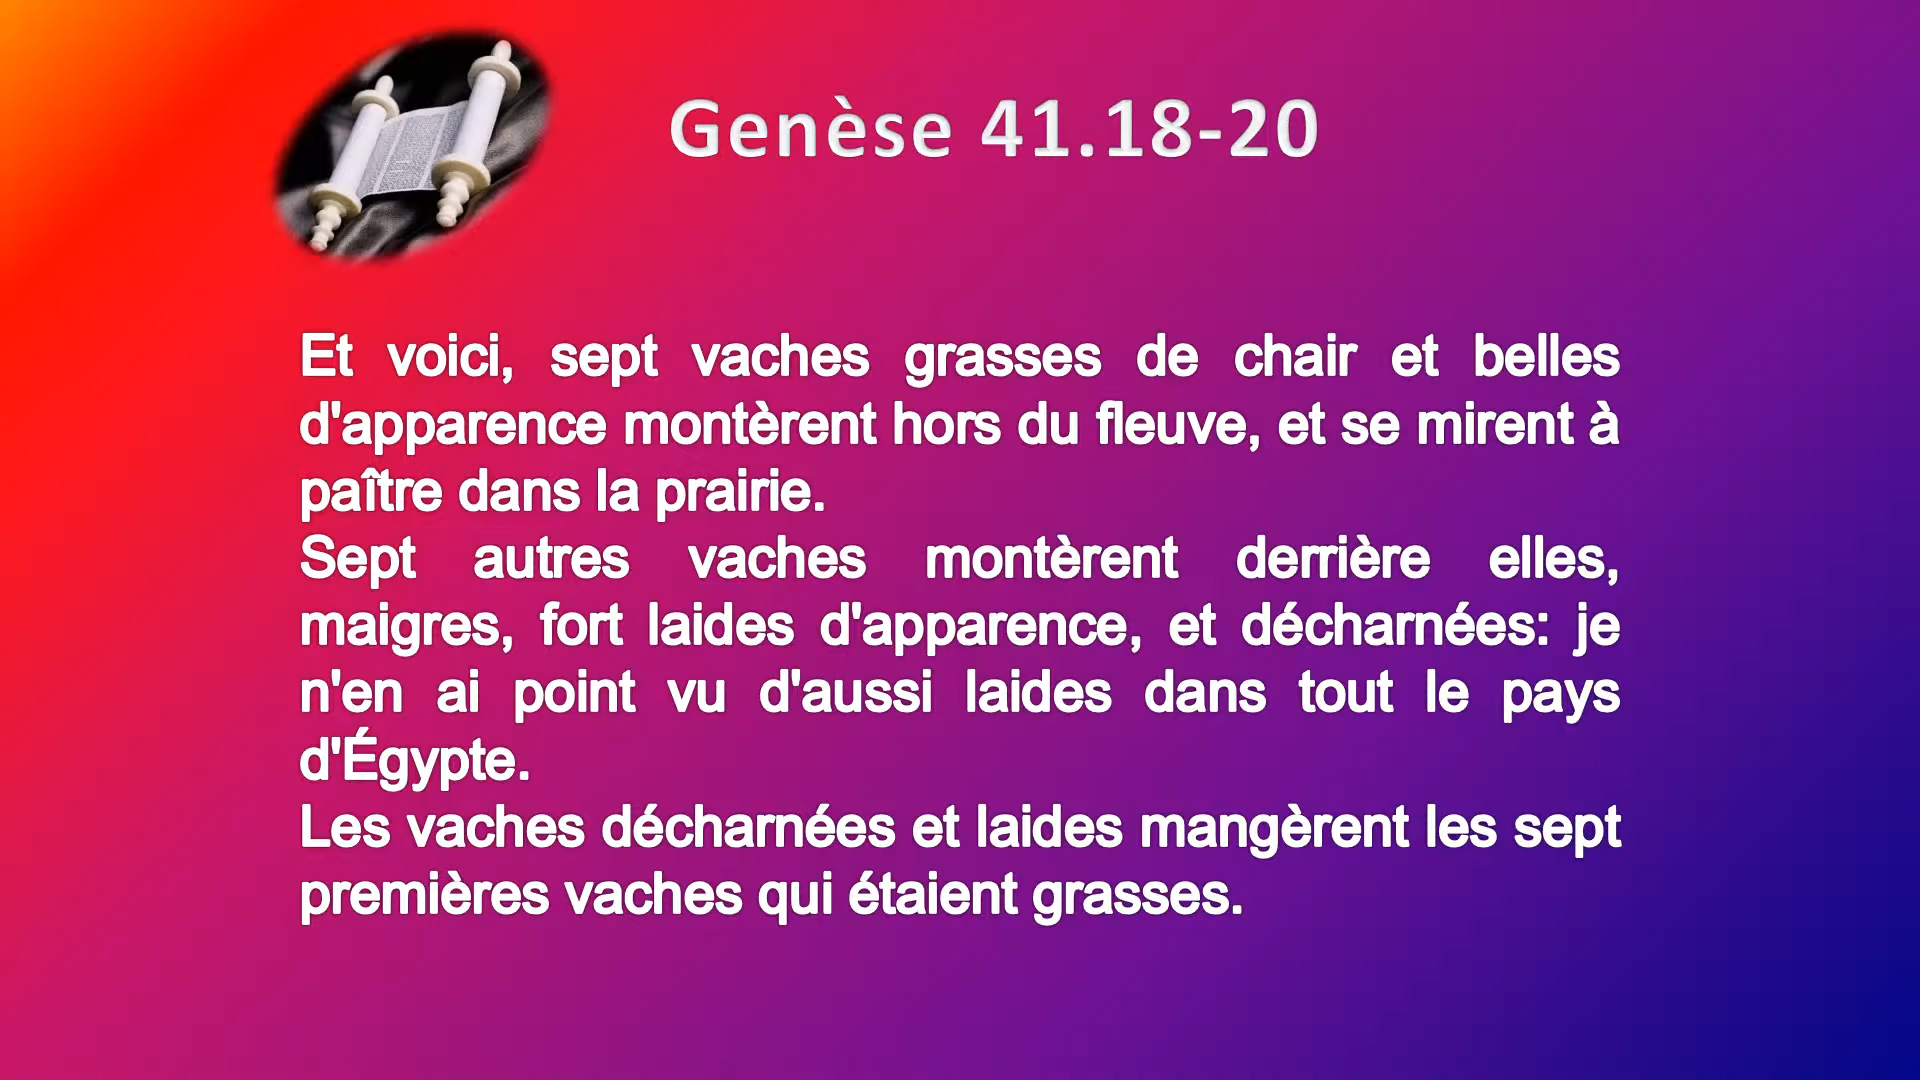 Genèse 41.18-20
Et voici, sept vaches grasses de chair et belles
d'apparence montèrent hors du fleuve, et se mirent à
paître dans la prairie.
Sept autres vaches montèrent derrière elles,
maigres, fort laides d'apparence, et décharnées: je
n'en ai point vu d'aussi laides dans tout le pays
d'Égypte.
Les vaches décharnées et laides mangèrent les sept
premières vaches qui étaient grasses.